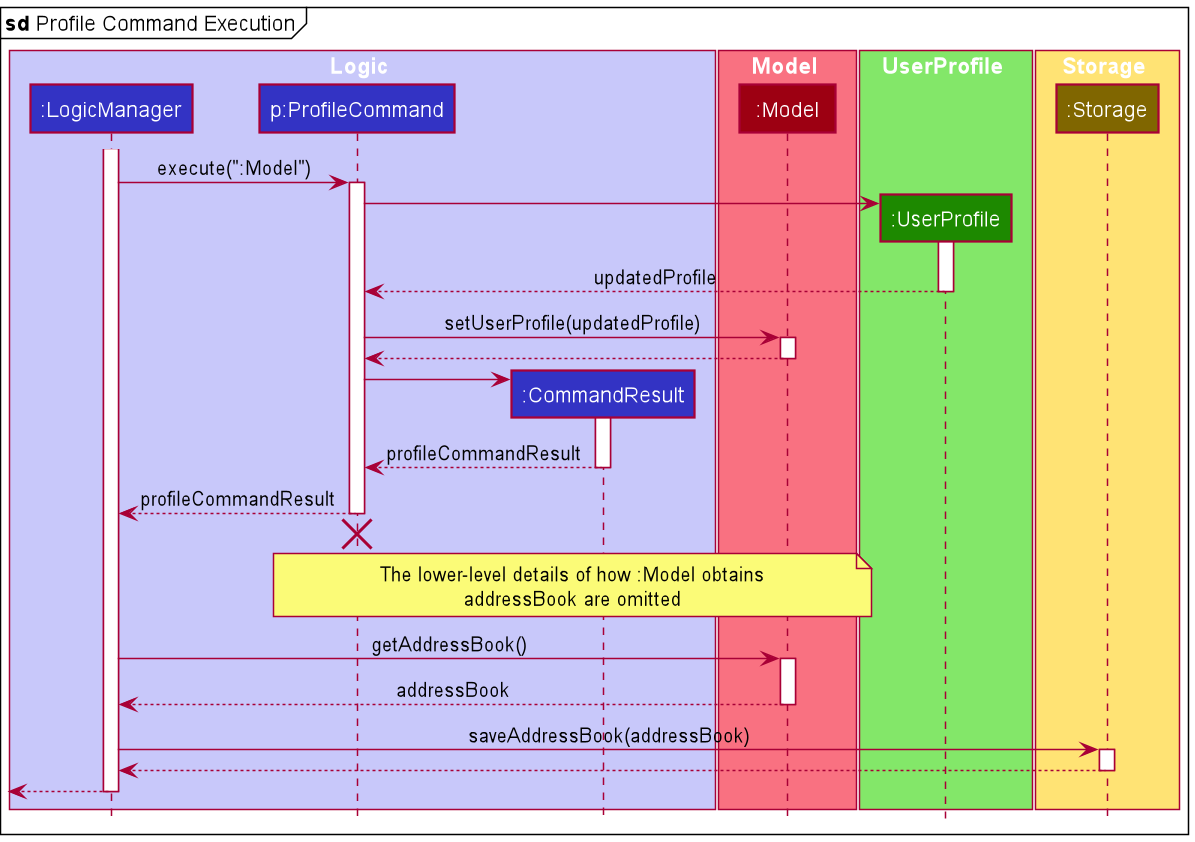 sd Profile Command Execution
Logic
Model
UserProfile
Storage
:LogicManager
p:ProfileCommand
:Model
:Storage
execute(":Model")
:UserProfile
updatedProfile
setUserProfile(updatedProfile)
:CommandResult
profileCommandResult
profileCommandResult
The lower-level details of how :Model obtains
addressBook are omitted
getAddressBook()
addressBook
saveAddressBook(addressBook)